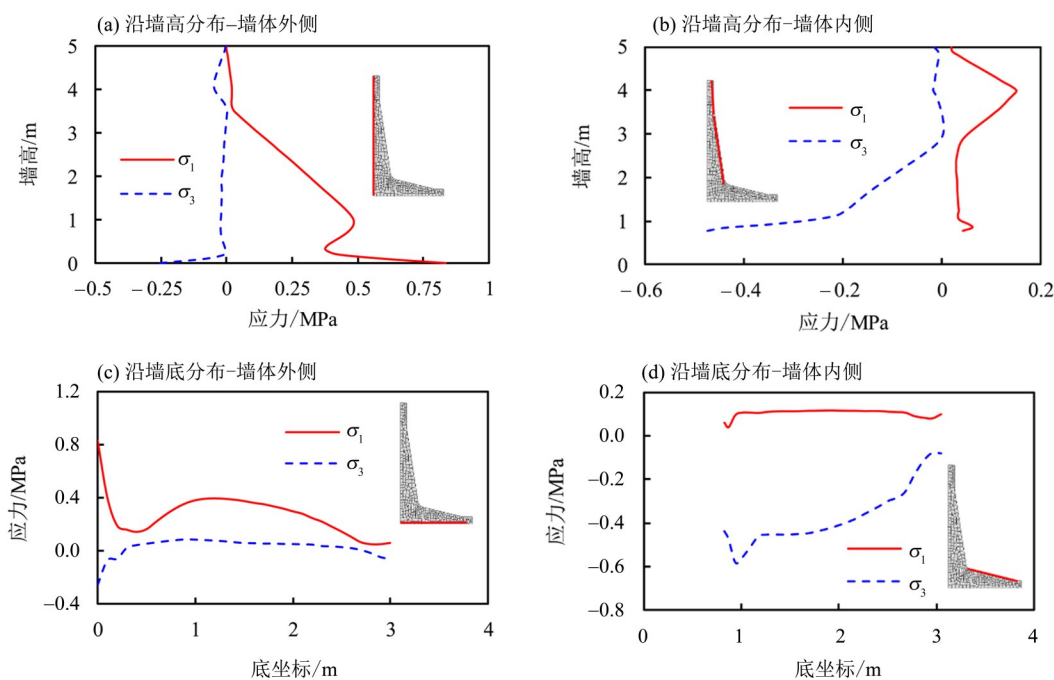 (a) 沿墙高分布-墙体外侧
5
4
3
2
1
0
墙高/m
σ1
σ3
–0.5
–0.25
0
0.25
0.5
0.75
1
应力/MPa
(b) 沿墙高分布-墙体内侧
5
4
3
2
1
0
墙高/m
σ1
σ3
–0.6
–0.4
–0.2
0
0.2
应力/MPa
(c) 沿墙底分布-墙体外侧
1.2
0.8
0.4
0.0
–0.4
应力/MPa
σ1
σ3
0
1
2
3
4
底坐标/m
(d) 沿墙底分布-墙体内侧
0.2
0.0
–0.2
–0.4
–0.6
–0.8
应力/MPa
σ1
σ3
0
1
2
3
4
底坐标/m